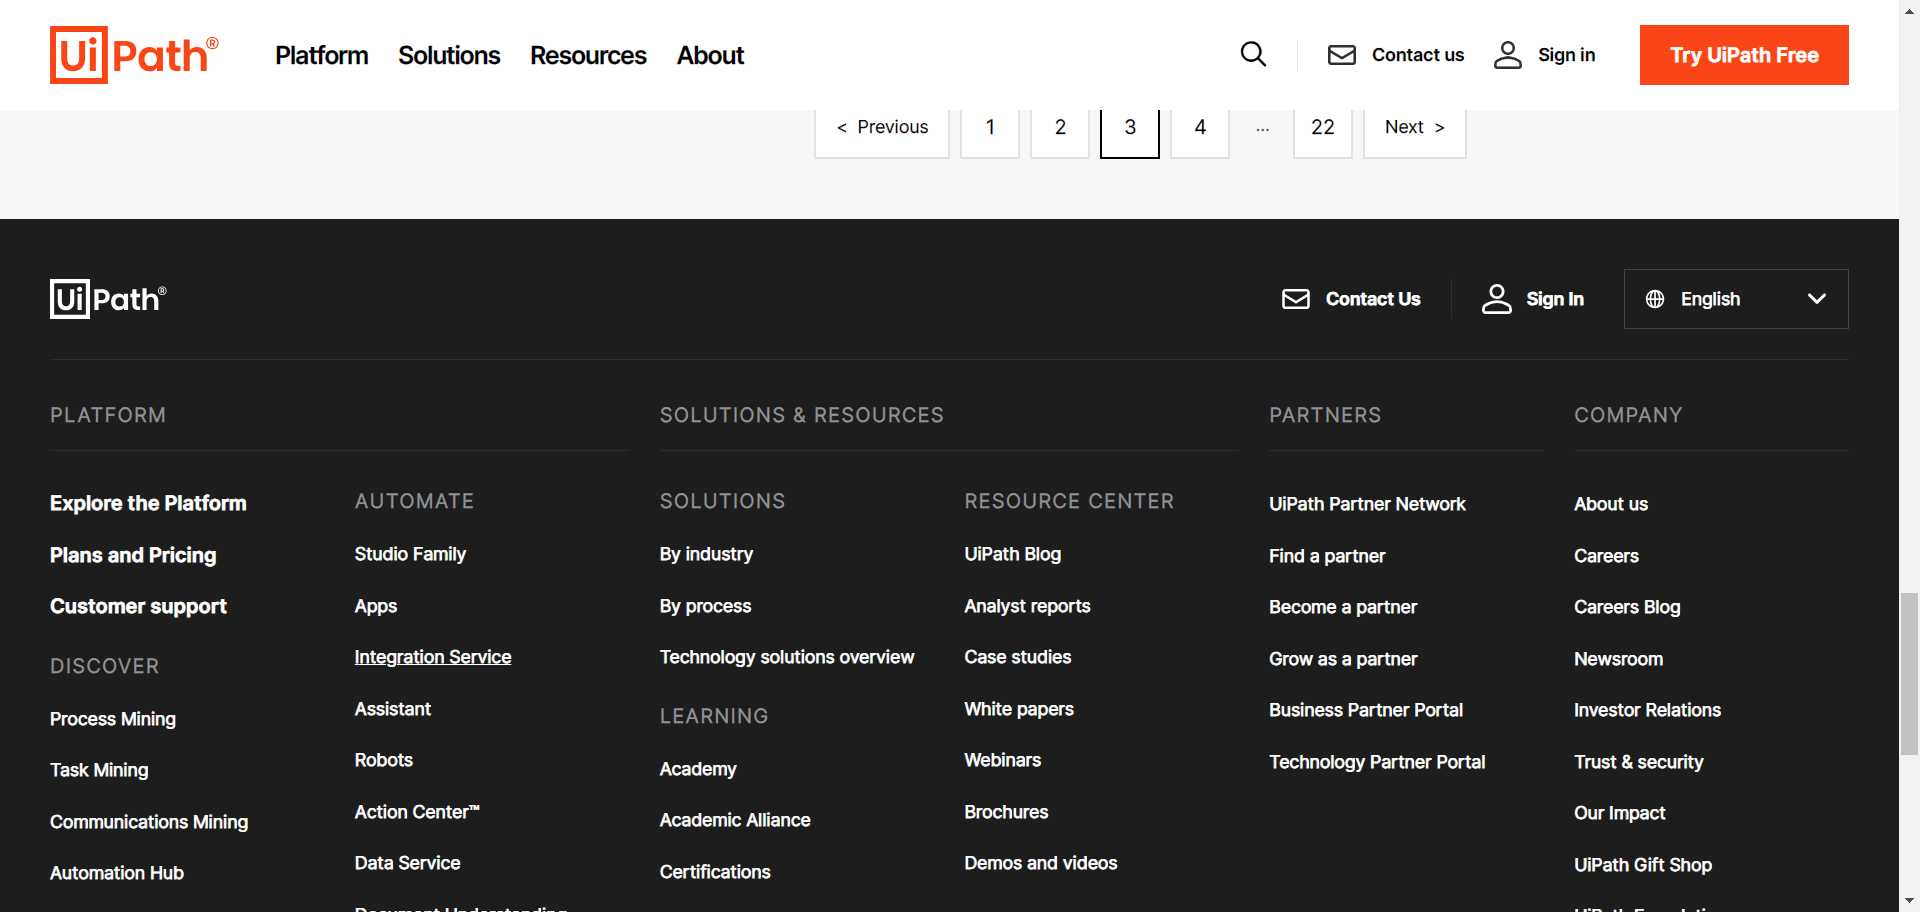 UiPath®
Platform
Solutions
Resources
About
Contact us
Sign in
Try UiPath Free
< Previous
1
2
3
4
...
22
Next >
UiPath®
Contact Us
Sign In
English
PLATFORM
Explore the Platform
Plans and Pricing
Customer support
DISCOVER
Process Mining
Task Mining
Communications Mining
Automation Hub
AUTOMATE
Studio Family
Apps
Integration Service
Assistant
Robots
Action Center™
Data Service
Document Understanding
SOLUTIONS & RESOURCES
SOLUTIONS
By industry
By process
Technology solutions overview
LEARNING
Academy
Academic Alliance
Certifications
RESOURCE CENTER
UiPath Blog
Analyst reports
Case studies
White papers
Webinars
Brochures
Demos and videos
PARTNERS
UiPath Partner Network
Find a partner
Become a partner
Grow as a partner
Business Partner Portal
Technology Partner Portal
COMPANY
About us
Careers
Careers Blog
Newsroom
Investor Relations
Trust & security
Our Impact
UiPath Gift Shop